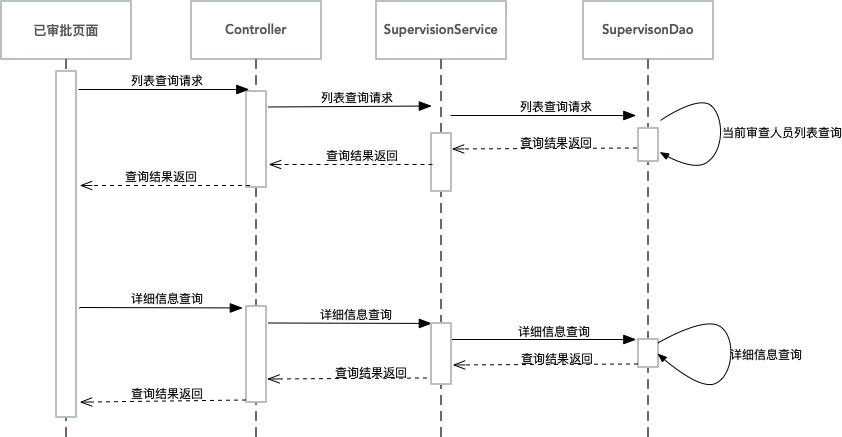 已审批页面
Controller
SupervisionService
SupervisonDao
列表查询请求
列表查询请求
列表查询请求
当前审查人员列表查询
查询结果返回
查询结果返回
查询结果返回
详细信息查询
详细信息查询
详细信息查询
详细信息查询
查询结果返回
查询结果返回
查询结果返回